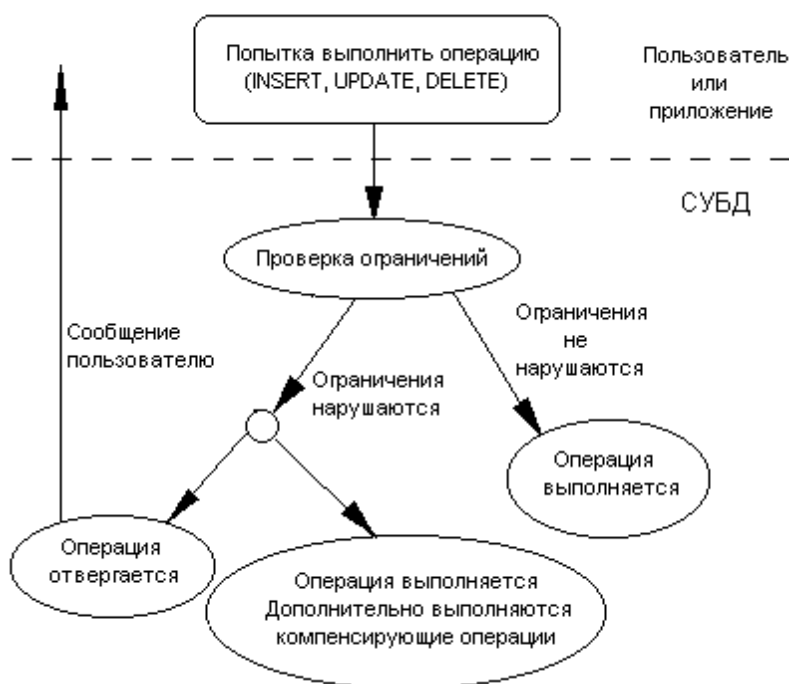 Попытка выполнить операцию
(INSERT, UPDATE, DELETE)
Пользователь
или
приложение
СУБД
Проверка ограничений
Сообщение
пользователю
Ограничения
нарушаются
Ограничения
не
нарушаются
Операция
выполняется
Операция
отвергается
Операция выполняется
Дополнительно выполняются
компенсирующие операции